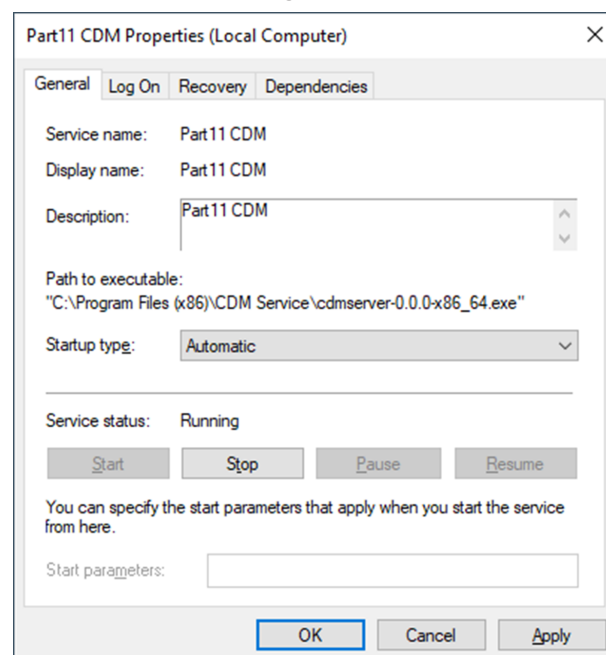 Part11 CDM Properties (Local Computer)
General Log On Recovery Dependencies
Service name: Part11 CDM
Display name: Part11 CDM
Description: Part11 CDM
Path to executable:
"C:\Program Files (x86)\CDM Service\cdmserver-0.0.0-x86_64.exe"
Startup type: Automatic
Service status: Running
Start Stop Pause Resume
You can specify the start parameters that apply when you start the service
from here.
Start parameters:
OK Cancel Apply